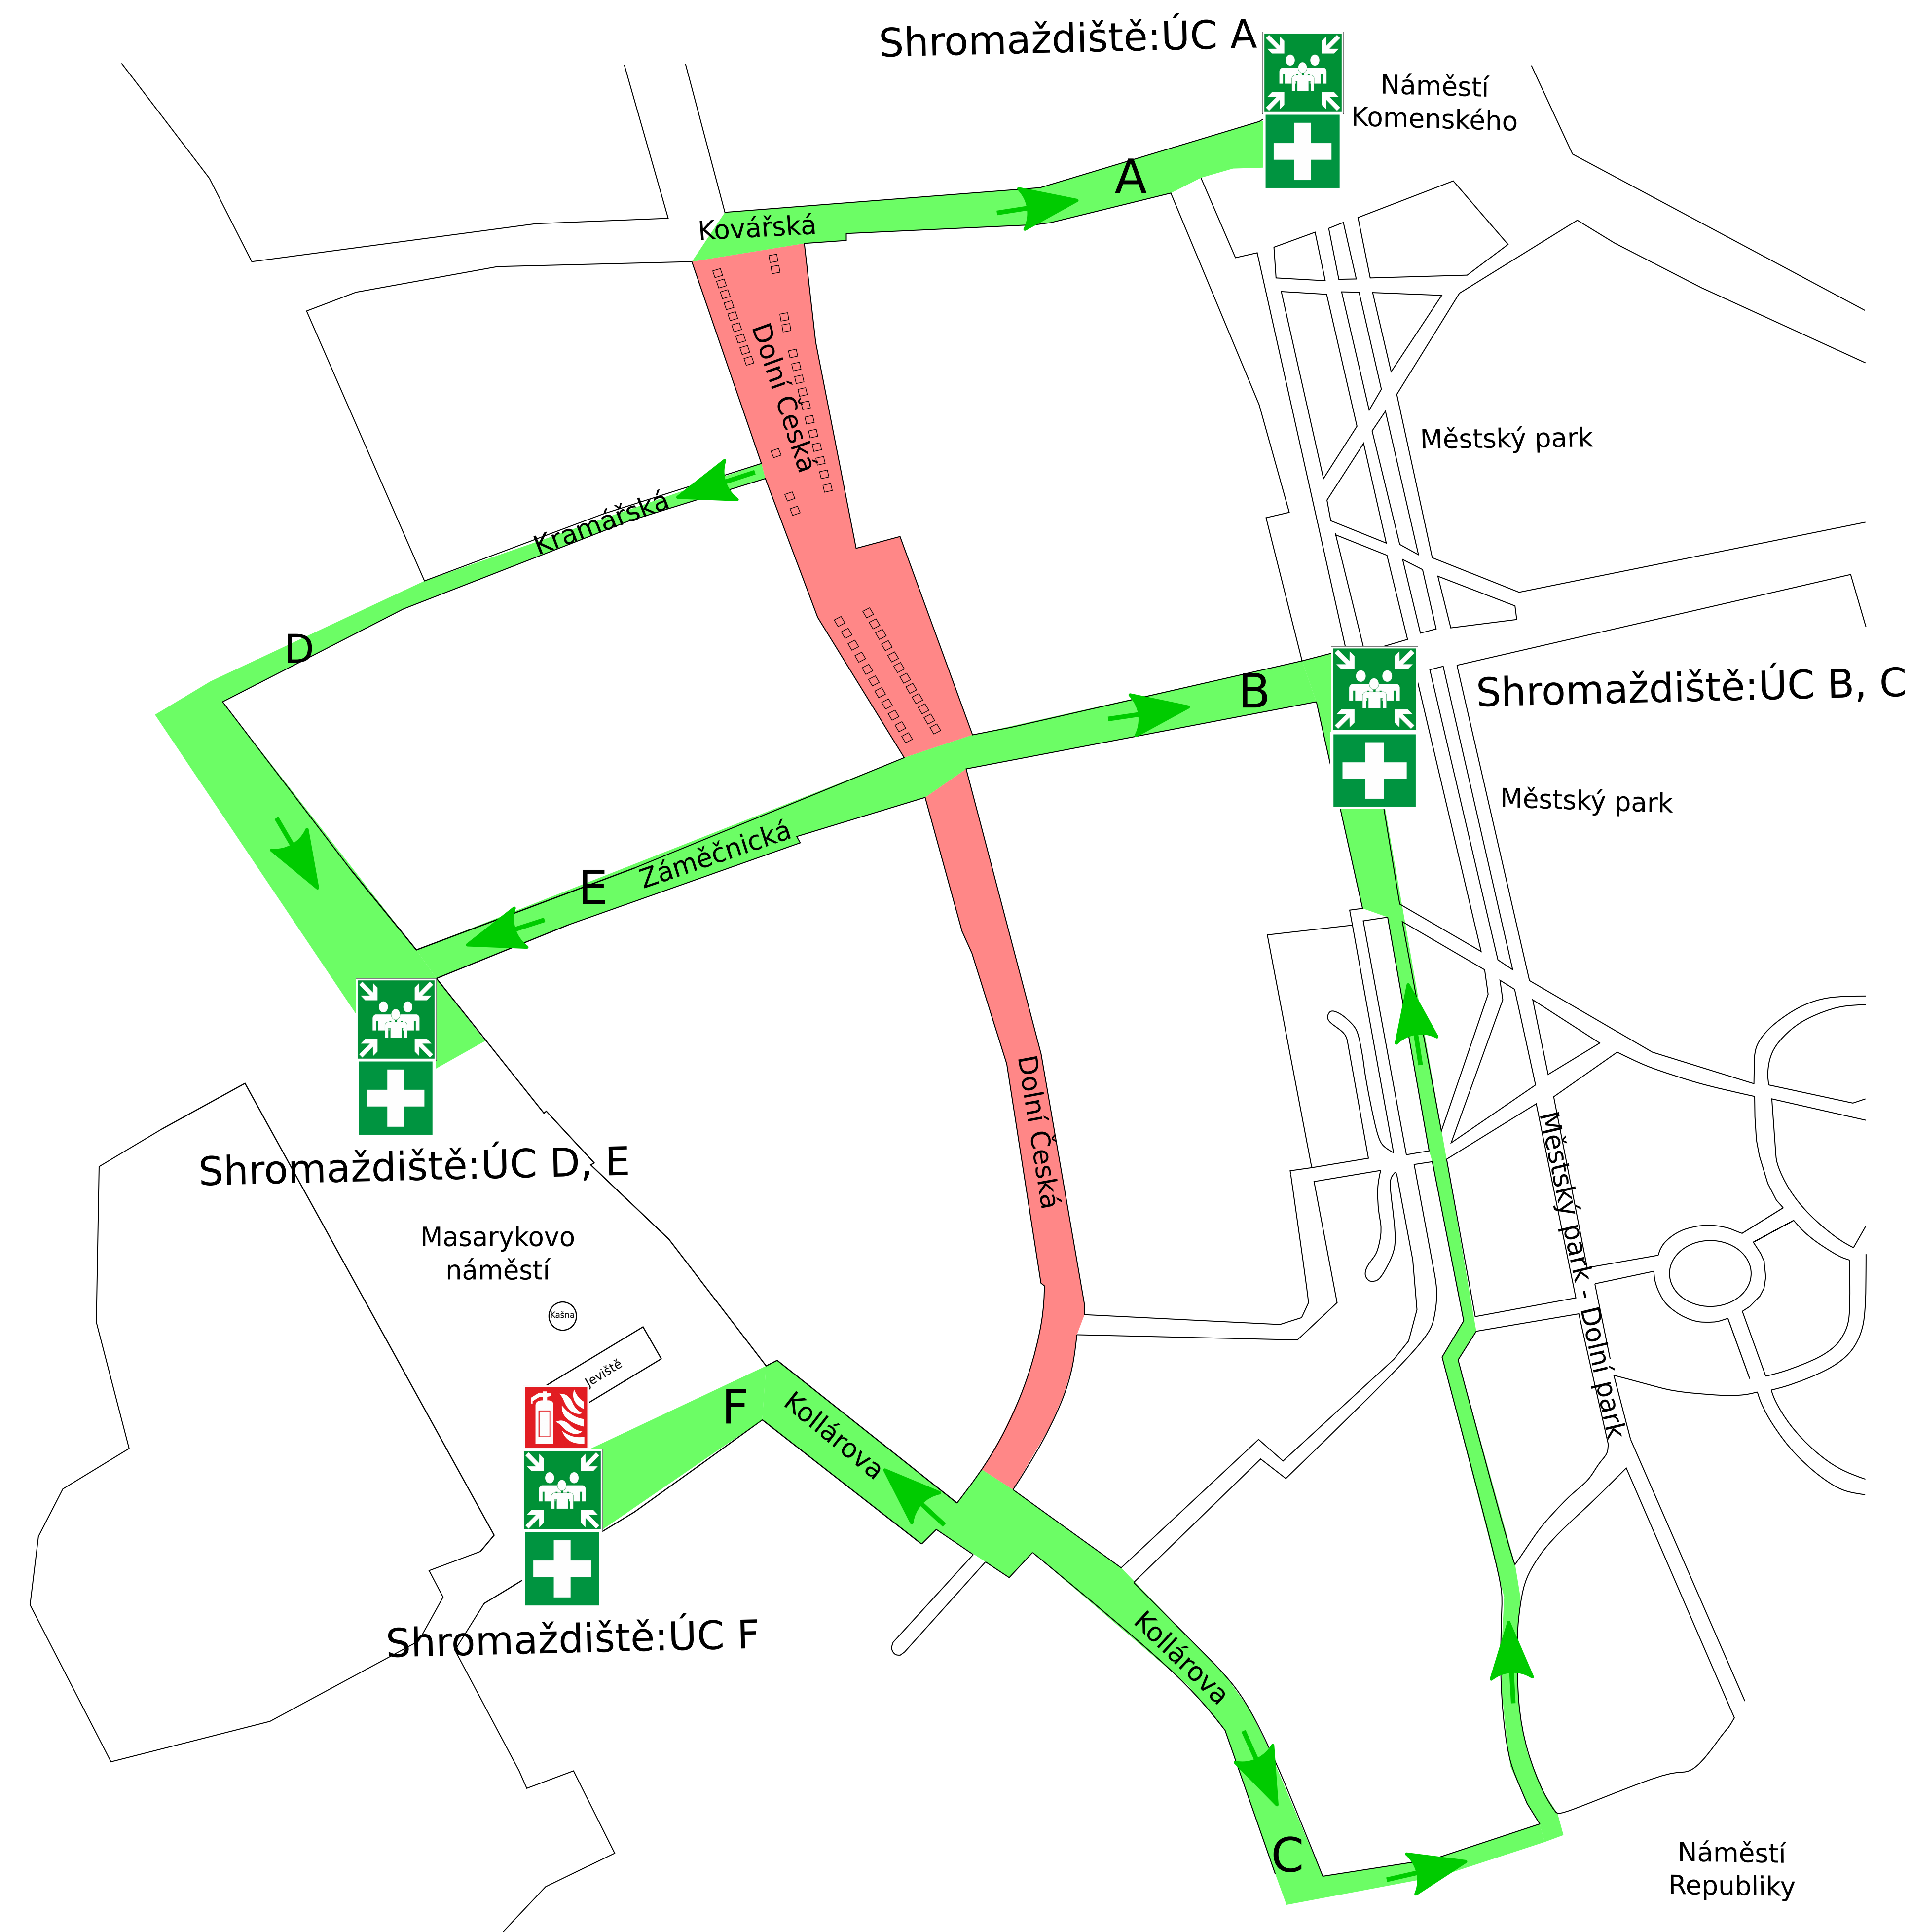 Shromaždiště:ÚC A
Náměstí
Komenského
A
Kovářská
Dolní Česká
Městský park
Kramářská
D
B
Shromaždiště:ÚC B, C
Městský park
Záměčnická
E
Dolní Česká
Shromaždiště:ÚC D, E
Městský park - Dolní park
Masarykovo
náměstí
Kašna
Jeviště
F
Kollárova
Shromaždiště:ÚC F
Kollárova
C
Náměstí
Republiky